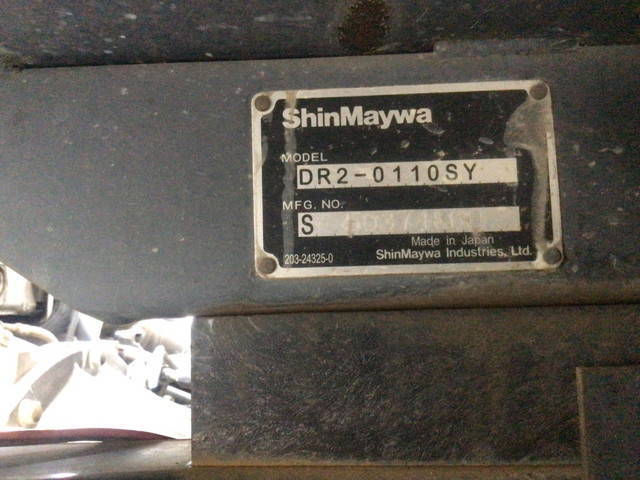 ShinMaywa
MODEL
DR2-0110SY
MFG. NO.
S
Made in Japan
203-24325-0
ShinMaywa Industries, Ltd.